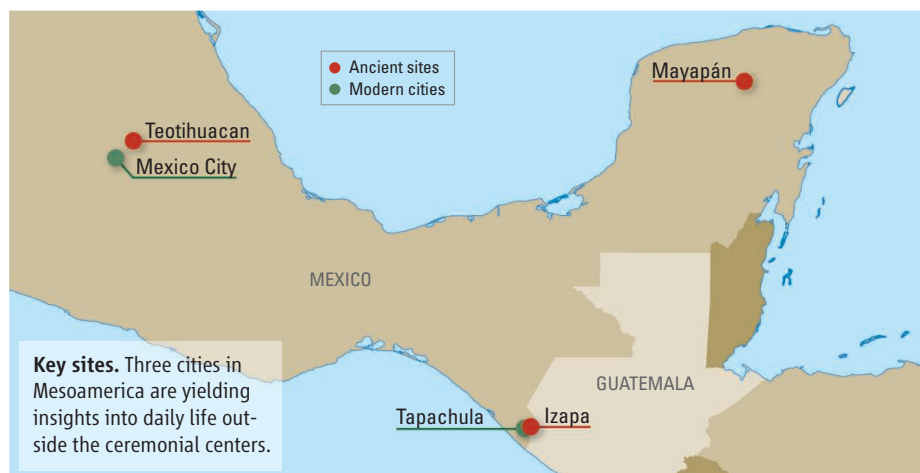 Ancient sites
Modern cities
Mayapán
Teotihuacan
Mexico City
MEXICO
Key sites. Three cities in
Mesoamerica are yielding
insights into daily life out-
side the ceremonial centers.
GUATEMALA
Tapachula
Izapa